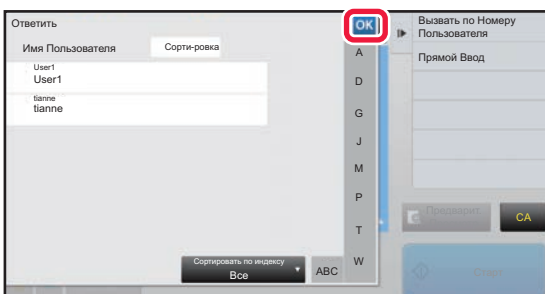 Ответить
OK
Имя Пользователя
Сорти-ровка
User1
User1
tianne
tianne
A
D
G
J
M
P
T
W
Сортировать по индексу
Все
ABC
Вызвать по Номеру
Пользователя
Прямой Ввод
Предварит.
CA
Старт